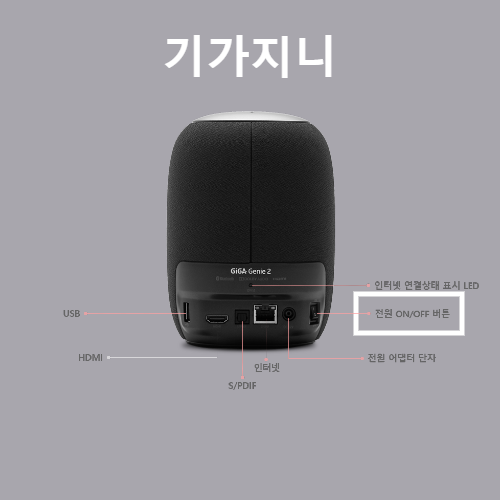 기가지니
GiGA Genie 2
인터넷 연결상태 표시 LED
USB
전원 ON/OFF 버튼
HDMI
인터넷
전원 어댑터 단자
S/PDIF